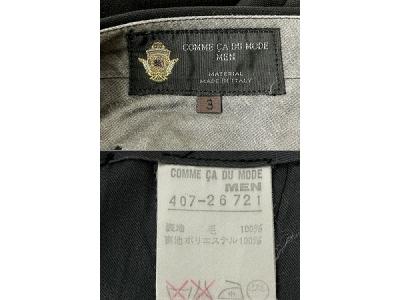 COMME ÇA DU MODE
MEN
MATERIAL
MADE IN ITALY
3
COMME ÇA DU MODE
MEN
407-26721
表地 毛 100%
裏地 ポリエステル 100%